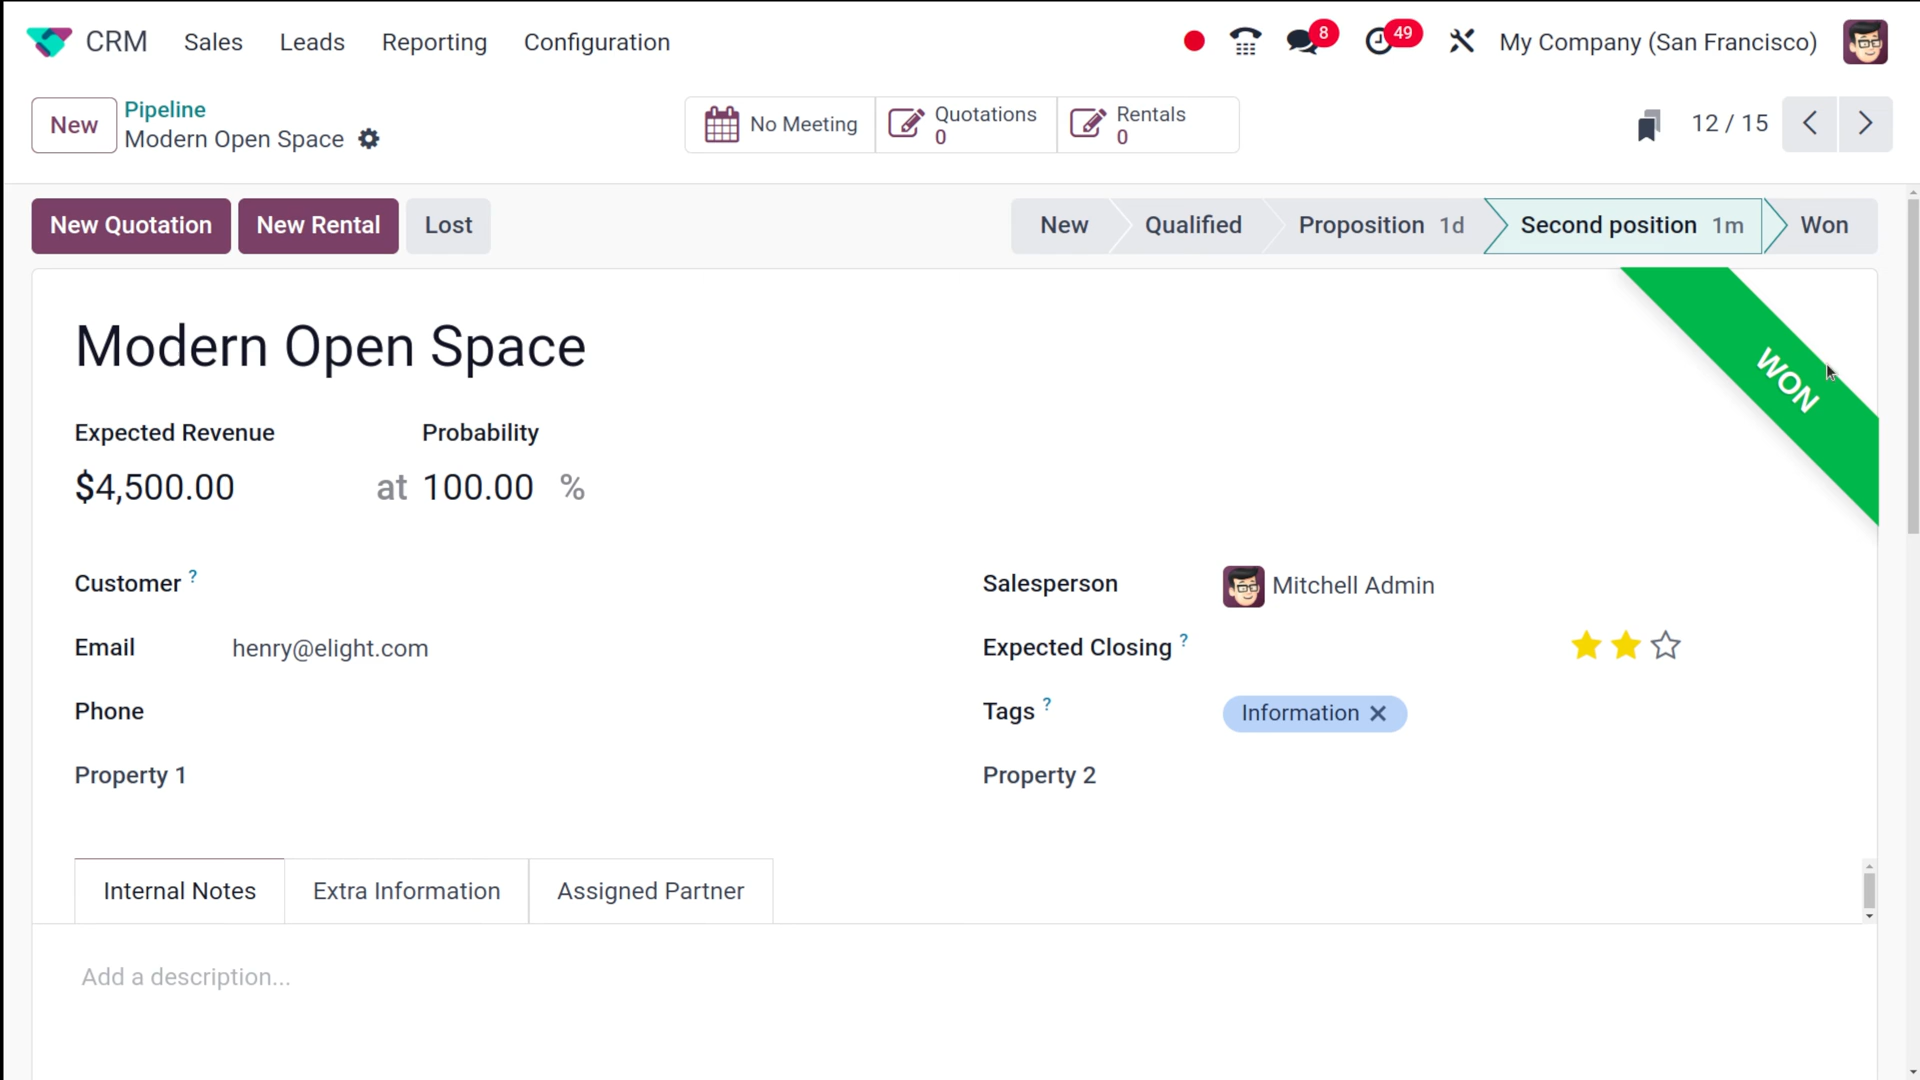 CRM Sales Leads Reporting Configuration 8 49 My Company (San Francisco)
New Pipeline No Meeting Quotations Rentals 12 / 15
Modern Open Space 0 0
New Quotation New Rental Lost New Qualified Proposition 1d Second position 1m Won
WON
Modern Open Space
Expected Revenue Probability
$4,500.00 at 100.00 %
Customer ? Salesperson Mitchell Admin
Email henry@elight.com Expected Closing ?
Phone Tags ? Information
Property 1 Property 2
Internal Notes Extra Information Assigned Partner
Add a description...